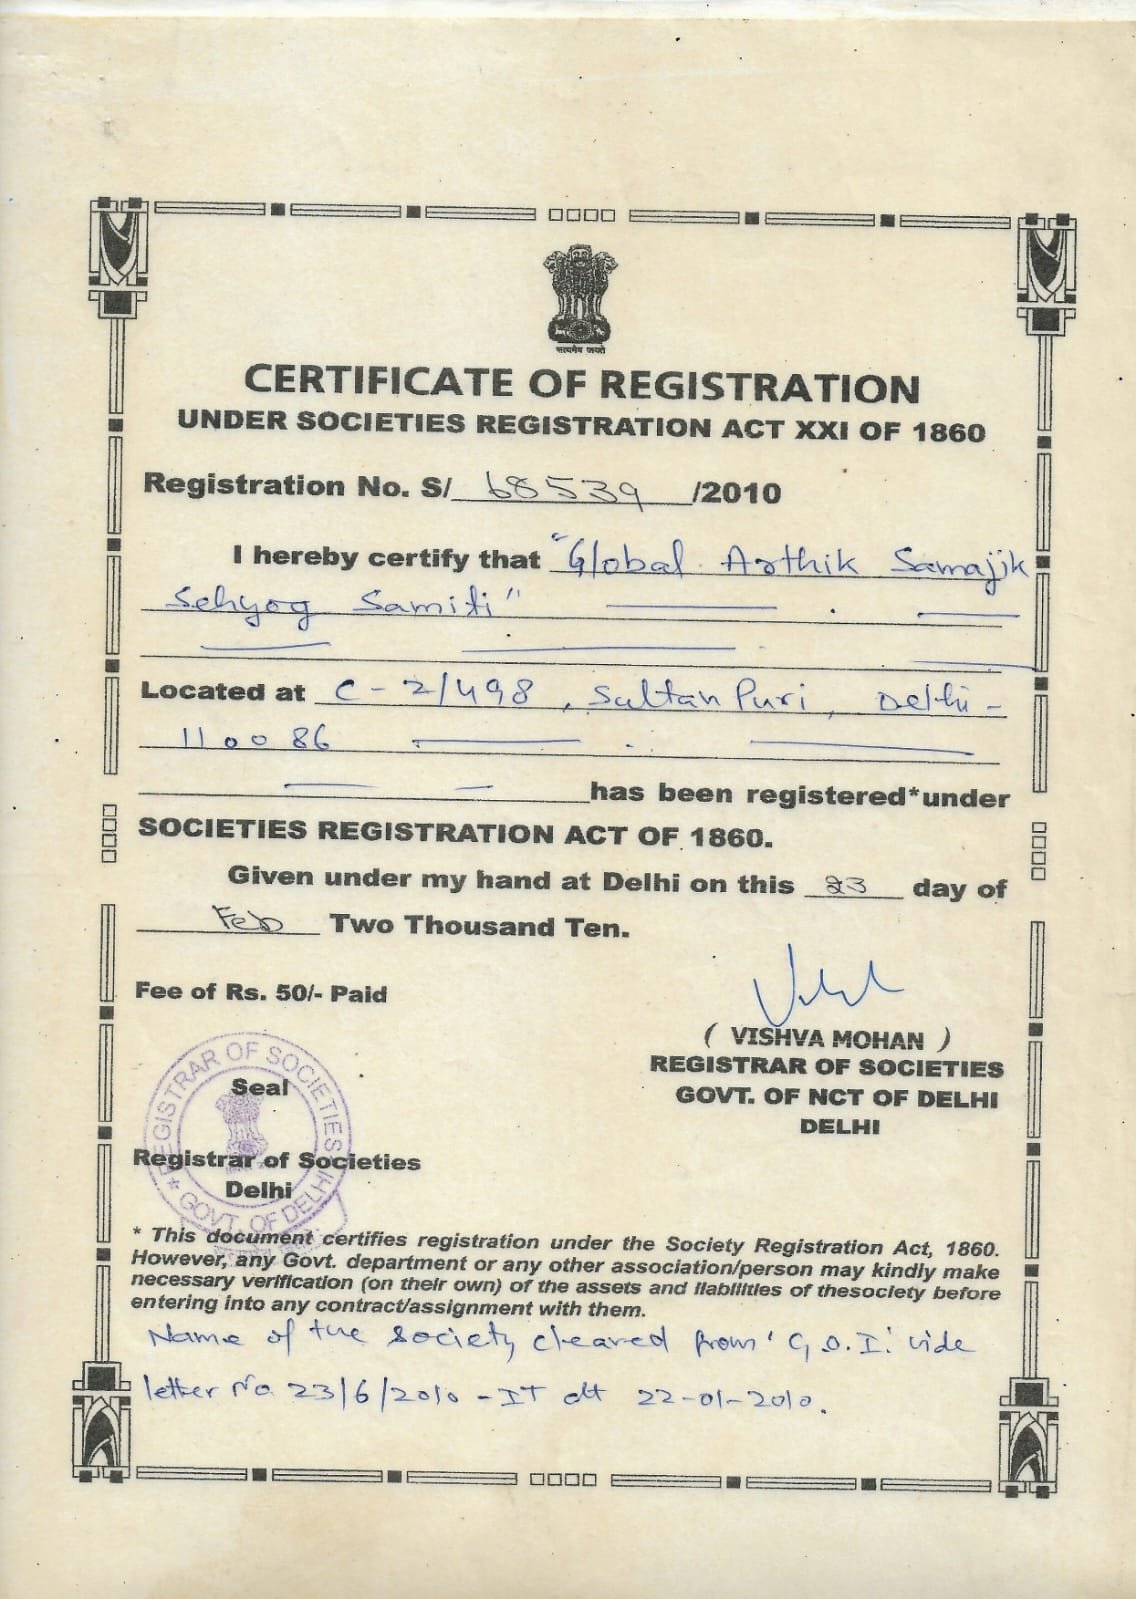 सत्यमेव जयते
CERTIFICATE OF REGISTRATION
UNDER SOCIETIES REGISTRATION ACT XXI OF 1860
Registration No. S/ 68539 /2010
I hereby certify that "Global Arthik Samajik
Sehyog Samiti"
Located at C-2/498, Sultan Puri, Delhi-
110086
has been registered*under
SOCIETIES REGISTRATION ACT OF 1860.
Given under my hand at Delhi on this 23 day of
Feb Two Thousand Ten.
Fee of Rs. 50/- Paid
( VISHVA MOHAN )
REGISTRAR OF SOCIETIES
GOVT. OF NCT OF DELHI
DELHI
REGISTRAR OF SOCIETIES
GOVT. OF DELHI
Seal
Registrar of Societies
Delhi
* This document certifies registration under the Society Registration Act, 1860.
However, any Govt. department or any other association/person may kindly make
necessary verification (on their own) of the assets and liabilities of thesociety before
entering into any contract/assignment with them.
Name of the society cleared from 'G.O.I.' vide
letter No. 23/6/2010-IT dt 22-01-2010.